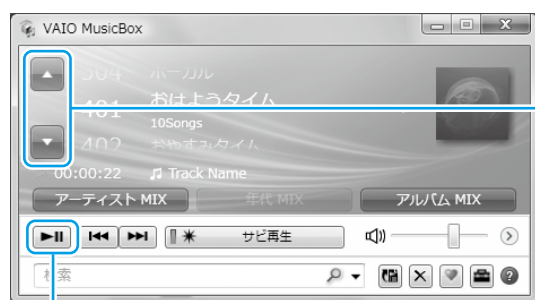 VAIO MusicBox
304 ボーカル
401 おはようタイム
10Songs
402 おやすみタイム
00:00:22 Track Name
アーティスト MIX 年代 MIX アルバム MIX
サビ再生
検索